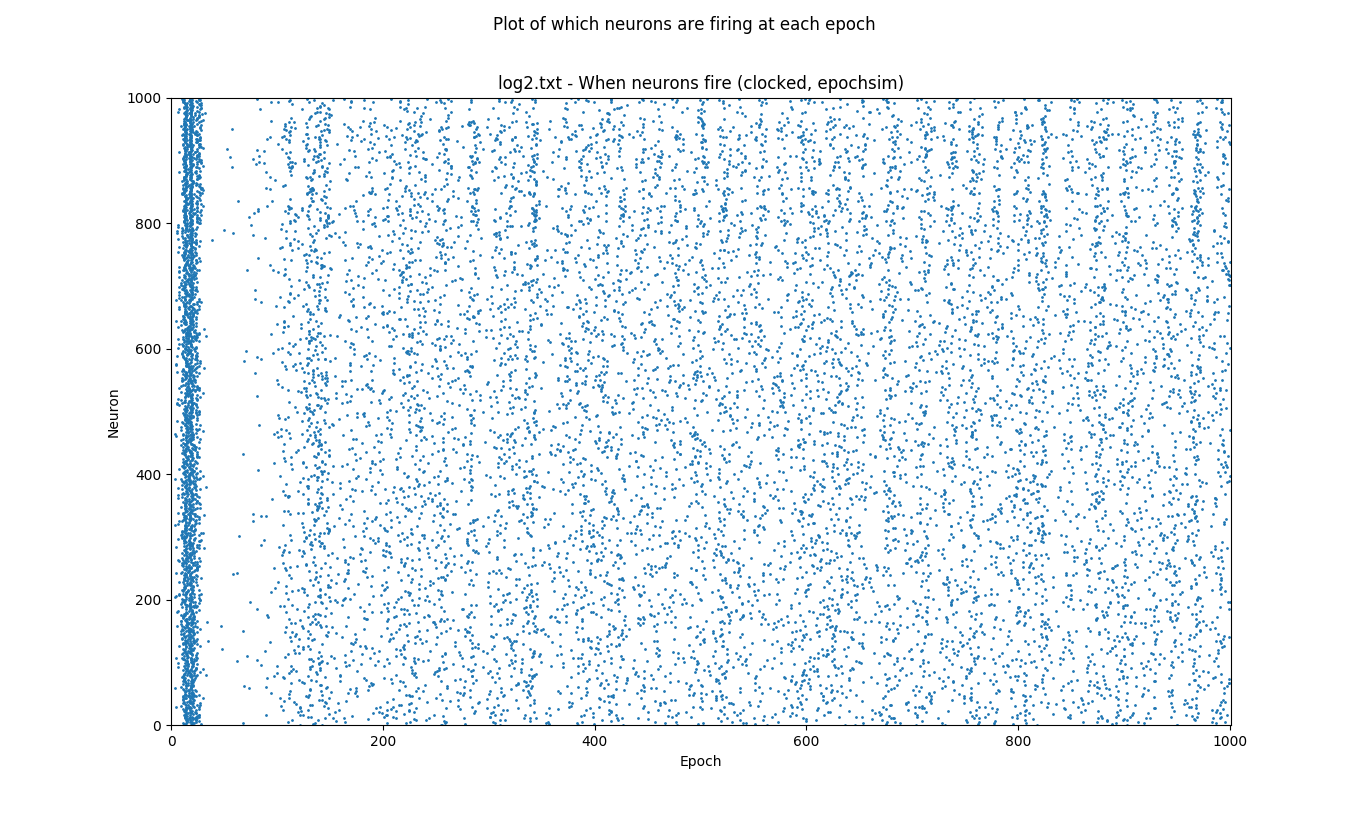 Plot of which neurons are firing at each epoch
log2.txt - When neurons fire (clocked, epochsim)
1000
800
600
400
200
0
Neuron
0 200 400 600 800 1000
Epoch